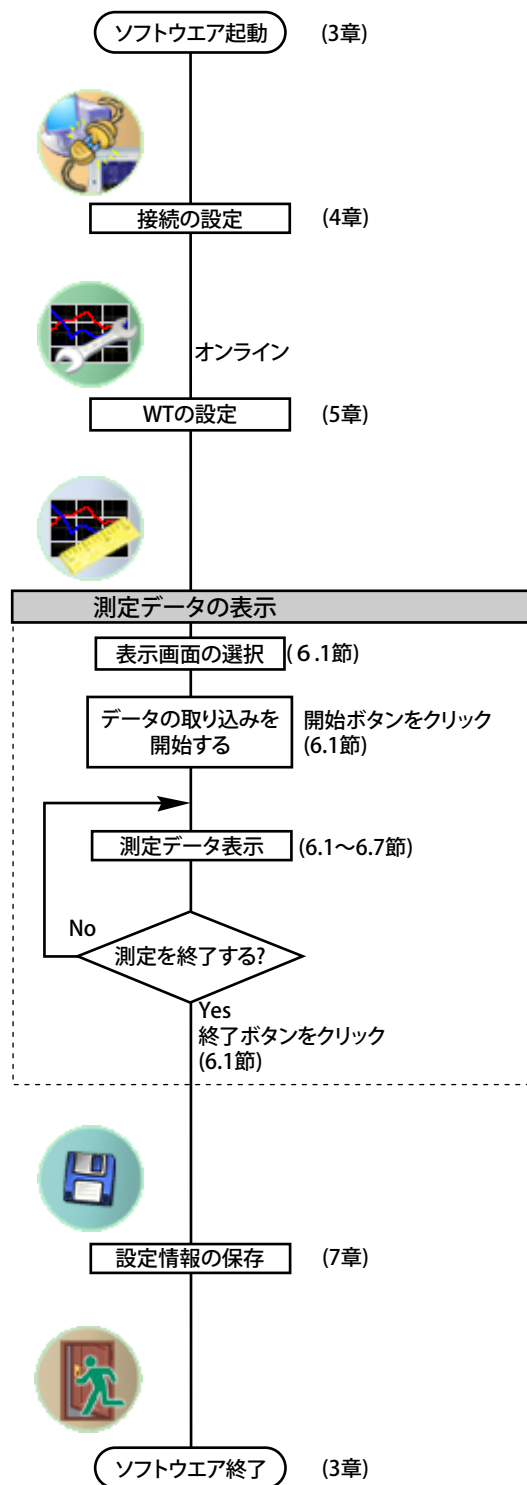 ソフトウエア起動 (3章)
接続の設定 (4章)
オンライン
WTの設定 (5章)
測定データの表示
表示画面の選択 (６.1節)
データの取り込みを 開始ボタンをクリック
開始する (6.1節)
測定データ表示 (6.1～6.7節)
No
測定を終了する?
Yes
終了ボタンをクリック
(6.1節)
設定情報の保存 (7章)
ソフトウエア終了 (3章)